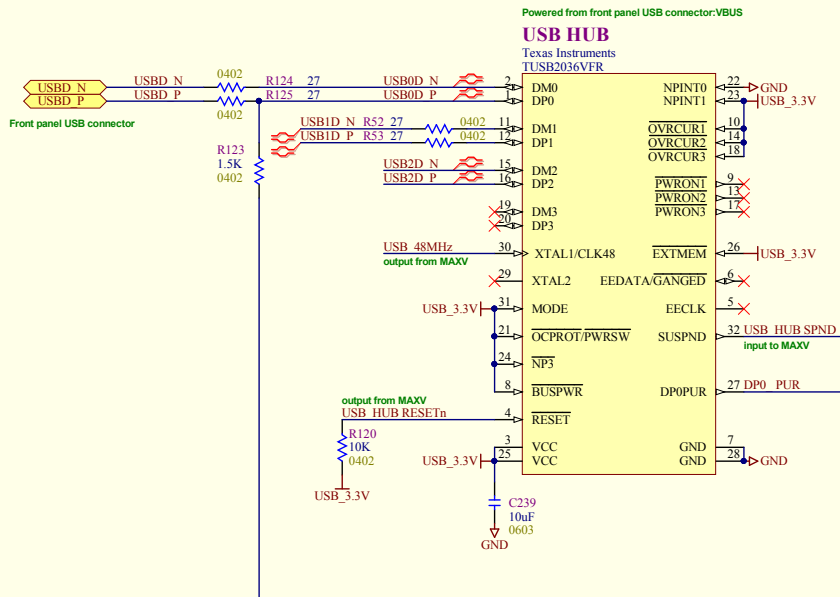 Powered from front panel USB connector:VBUS
USB HUB
Texas Instruments
TUSB2036VFR
0402
USBD_N USBD_N R124 27 USB0D_N 2 DM0 NPINT0 22 GND
USBD_P USBD_P R125 27 USB0D_P 1 DP0 NPINT1 23 USB_3.3V
0402
Front panel USB connector
USB1D_N R52 27 0402 11 DM1 OVRCUR1 10
USB1D_P R53 27 0402 12 DP1 OVRCUR2 14
OVRCUR3 18
R123
1.5K
0402
USB2D_N 15 DM2
USB2D_P 16 DP2 PWRON1 9
PWRON2 13
19 DM3 PWRON3 17
20 DP3
USB_48MHz 30 XTAL1/CLK48 EXTMEM 26 USB_3.3V
output from MAXV
29 XTAL2 EEDATA/GANGED 6
USB_3.3V 31 MODE EECLK 5
21 OCPROT/PWRSW SUSPND 32 USB_HUB SPND
input to MAXV
24 NP3
8 BUSPWR DP0PUR 27 DP0_PUR
output from MAXV
USB_HUB RESETn 4 RESET
R120
10K
0402
USB_3.3V
3 VCC GND 7
USB_3.3V 25 VCC GND 28 GND
C239
10uF
0603
GND